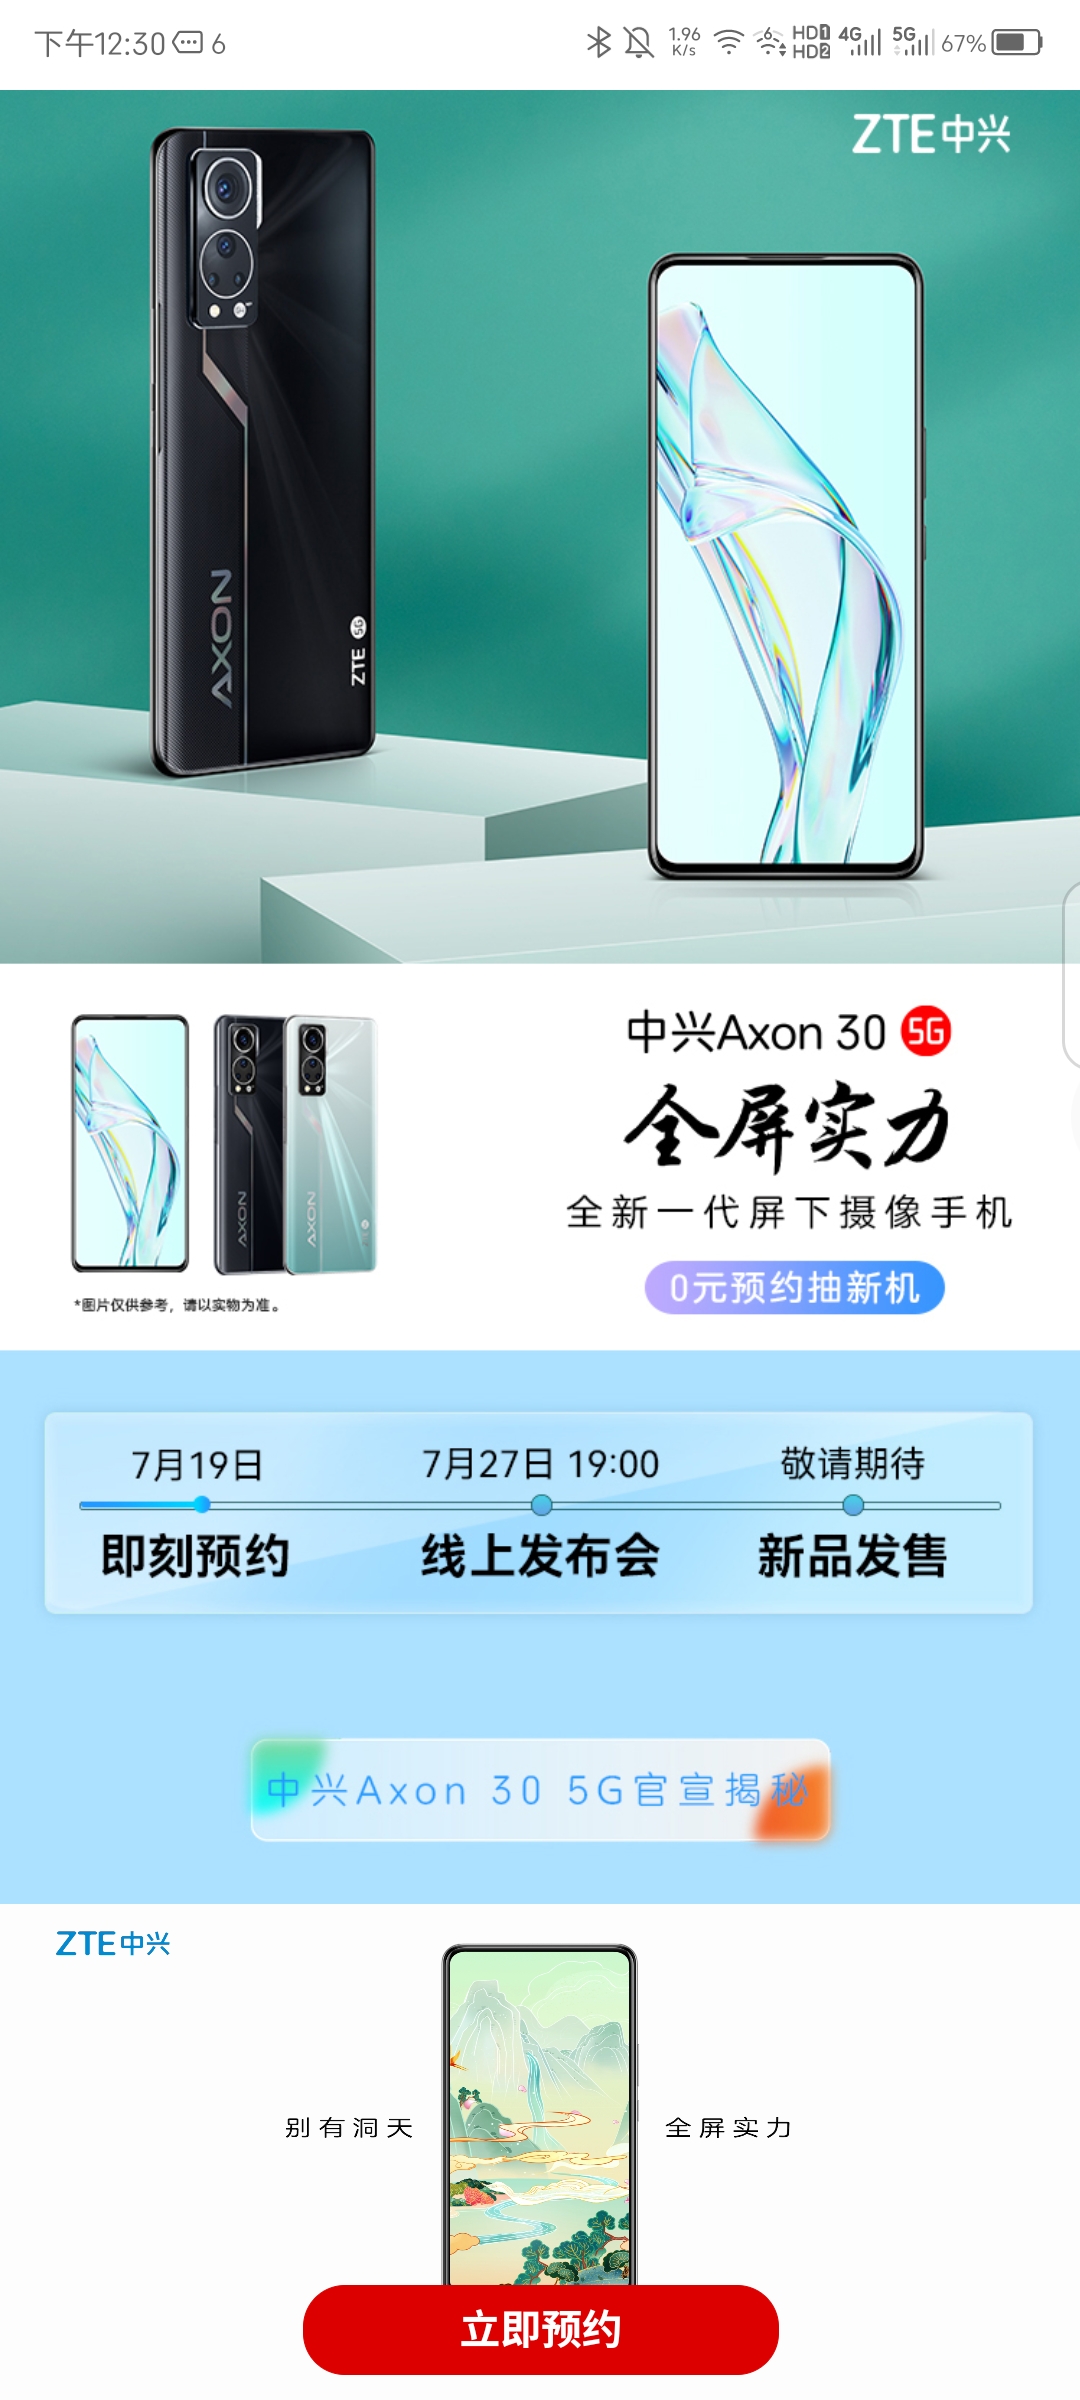 下午12:30 6
1.96 K/s 6 HD1 HD2 4G 5G 67%
ZTE中兴
AXON
ZTE 5G
中兴Axon 30 5G
全屏实力
全新一代屏下摄像手机
0元预约抽新机
AXON
AXON
*图片仅供参考，请以实物为准。
7月19日 7月27日 19:00 敬请期待
即刻预约 线上发布会 新品发售
中兴Axon 30 5G官宣揭秘
ZTE中兴
别有洞天 全屏实力
立即预约